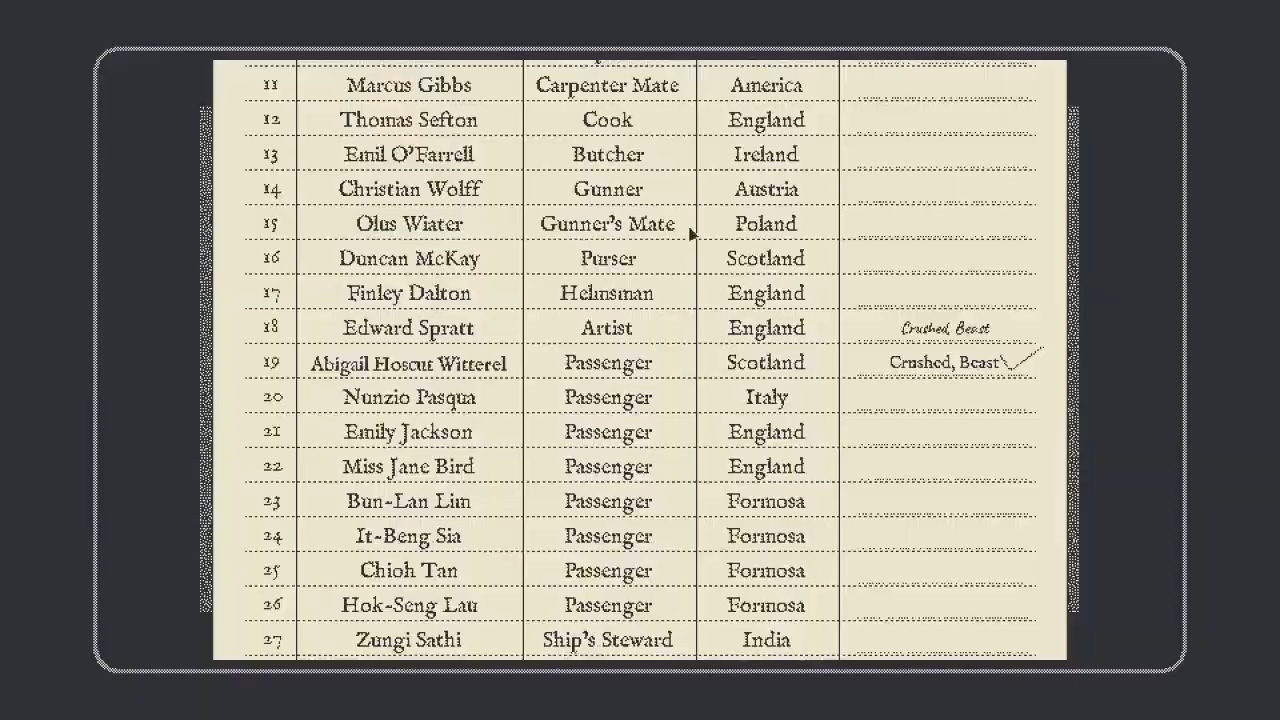 11 Marcus Gibbs Carpenter Mate America
12 Thomas Sefton Cook England
13 Emil O'Farrell Butcher Ireland
14 Christian Wolff Gunner Austria
15 Olus Wiater Gunner's Mate Poland
16 Duncan McKay Purser Scotland
17 Finley Dalton Helmsman England
18 Edward Spratt Artist England Crushed, Beast
19 Abigail Hoscut Witterel Passenger Scotland Crushed, Beast
20 Nunzio Pasqua Passenger Italy
21 Emily Jackson Passenger England
22 Miss Jane Bird Passenger England
23 Bun-Lan Lim Passenger Formosa
24 It-Beng Sia Passenger Formosa
25 Chioh Tan Passenger Formosa
26 Hok-Seng Lau Passenger Formosa
27 Zungi Sathi Ship's Steward India